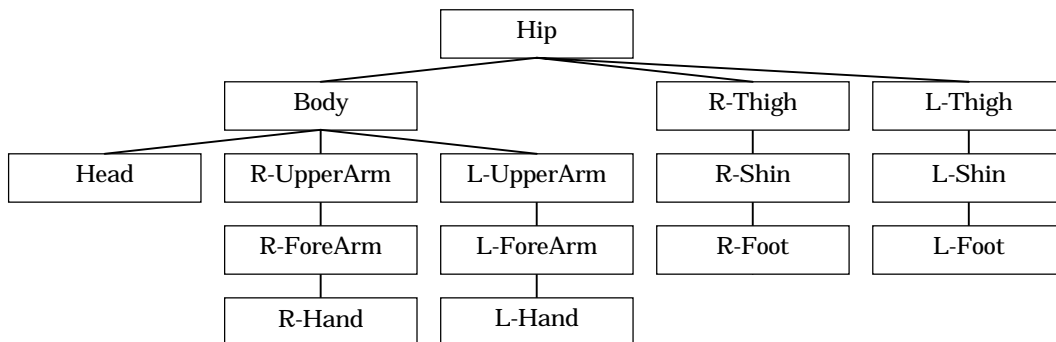 Hip
Body R-Thigh L-Thigh
Head R-UpperArm L-UpperArm R-Shin L-Shin
R-ForeArm L-ForeArm R-Foot L-Foot
R-Hand L-Hand